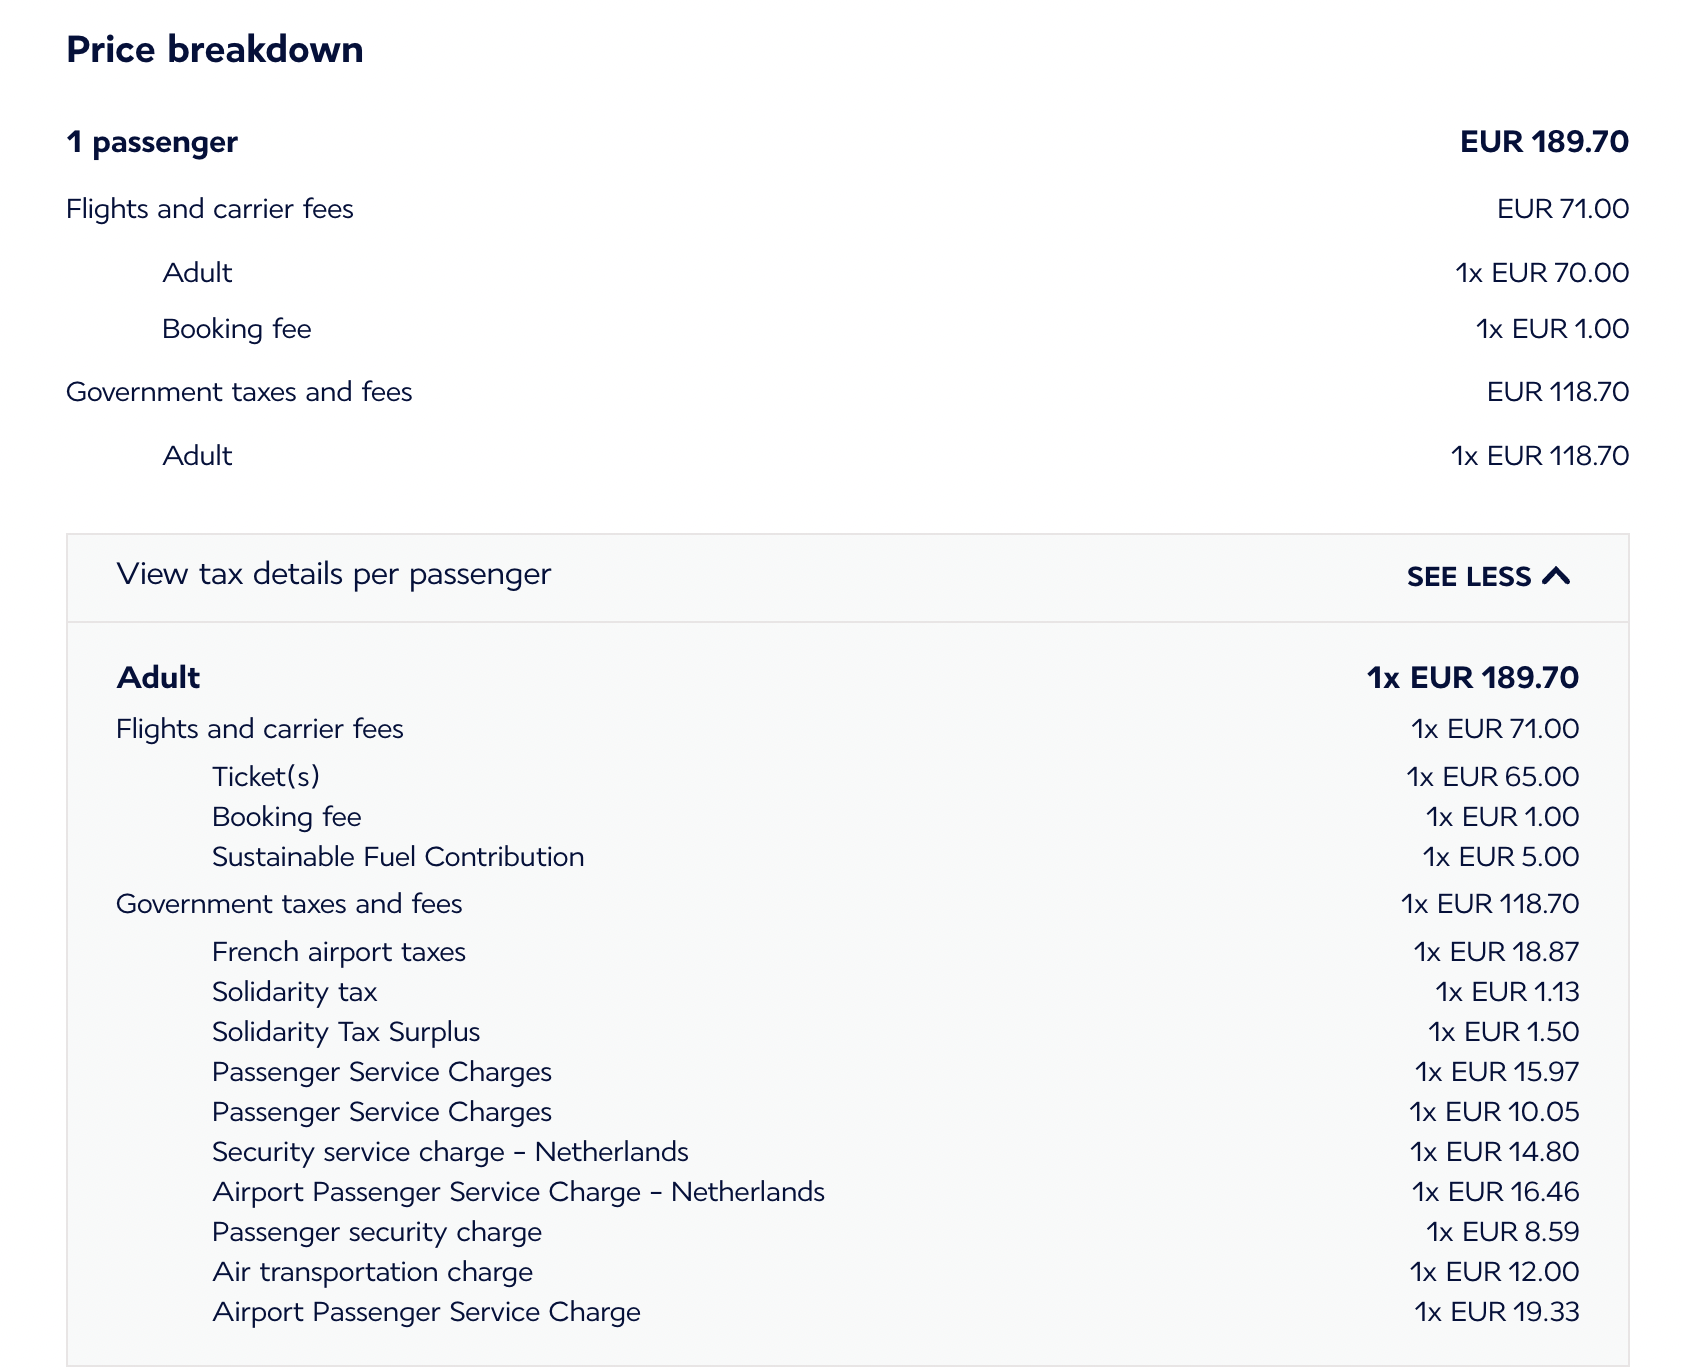 Price breakdown
1 passenger EUR 189.70
Flights and carrier fees EUR 71.00
Adult 1x EUR 70.00
Booking fee 1x EUR 1.00
Government taxes and fees EUR 118.70
Adult 1x EUR 118.70
View tax details per passenger SEE LESS
Adult 1x EUR 189.70
Flights and carrier fees 1x EUR 71.00
Ticket(s) 1x EUR 65.00
Booking fee 1x EUR 1.00
Sustainable Fuel Contribution 1x EUR 5.00
Government taxes and fees 1x EUR 118.70
French airport taxes 1x EUR 18.87
Solidarity tax 1x EUR 1.13
Solidarity Tax Surplus 1x EUR 1.50
Passenger Service Charges 1x EUR 15.97
Passenger Service Charges 1x EUR 10.05
Security service charge - Netherlands 1x EUR 14.80
Airport Passenger Service Charge - Netherlands 1x EUR 16.46
Passenger security charge 1x EUR 8.59
Air transportation charge 1x EUR 12.00
Airport Passenger Service Charge 1x EUR 19.33